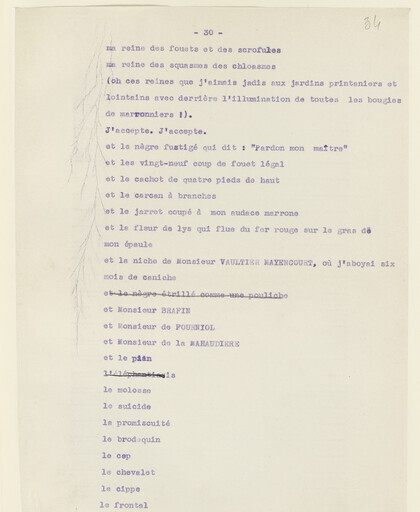 - 30 -
34
ma reine des fouets et des scrofules
ma reine des squasmes des chloasmes
(oh ces reines que j'aimais jadis aux jardins printaniers et
lointains avec derrière l'illumination de toutes les bougies
de marronniers !).
J'accepte. J'accepte.
et le nègre fustigé qui dit : "Pardon mon maître"
et les vingt-neuf coup de fouet légal
et le cachot de quatre pieds de haut
et le carcan à branches
et le jarret coupé à mon audace marrone
et la fleur de lys qui flue du fer rouge sur le gras de
mon épaule
et la niche de Monsieur VAULTIER MAYENCOURT, où j'aboyai six
mois de caniche
et le nègre étrillé comme une pouliche
et Monsieur BRAFIN
et Monsieur de FOURNIOL
et Monsieur de la MAHAUDIERE
et le pian
l'éléphantiasis
le molosse
le suicide
la promiscuité
le brodequin
le cep
le chevalet
le cippe
le frontal